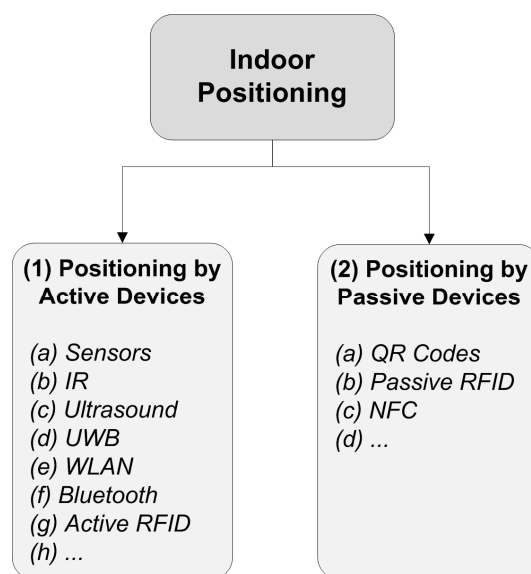 Indoor
Positioning
(1) Positioning by
Active Devices
(a) Sensors
(b) IR
(c) Ultrasound
(d) UWB
(e) WLAN
(f) Bluetooth
(g) Active RFID
(h) ...
(2) Positioning by
Passive Devices
(a) QR Codes
(b) Passive RFID
(c) NFC
(d) ...